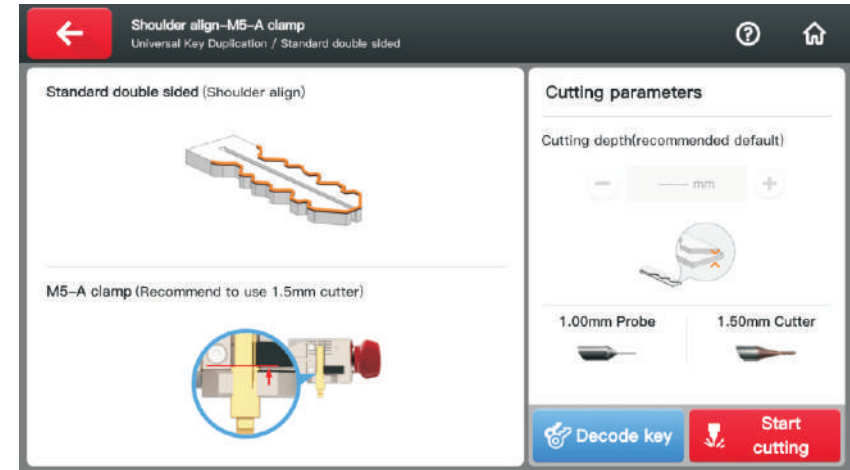 Shoulder align-M5-A clamp
Universal Key Duplication / Standard double sided
Standard double sided (Shoulder align)
M5-A clamp (Recommend to use 1.5mm cutter)
Cutting parameters
Cutting depth(recommended default)
- ---- mm +
1.00mm Probe
1.50mm Cutter
Decode key
Start
cutting